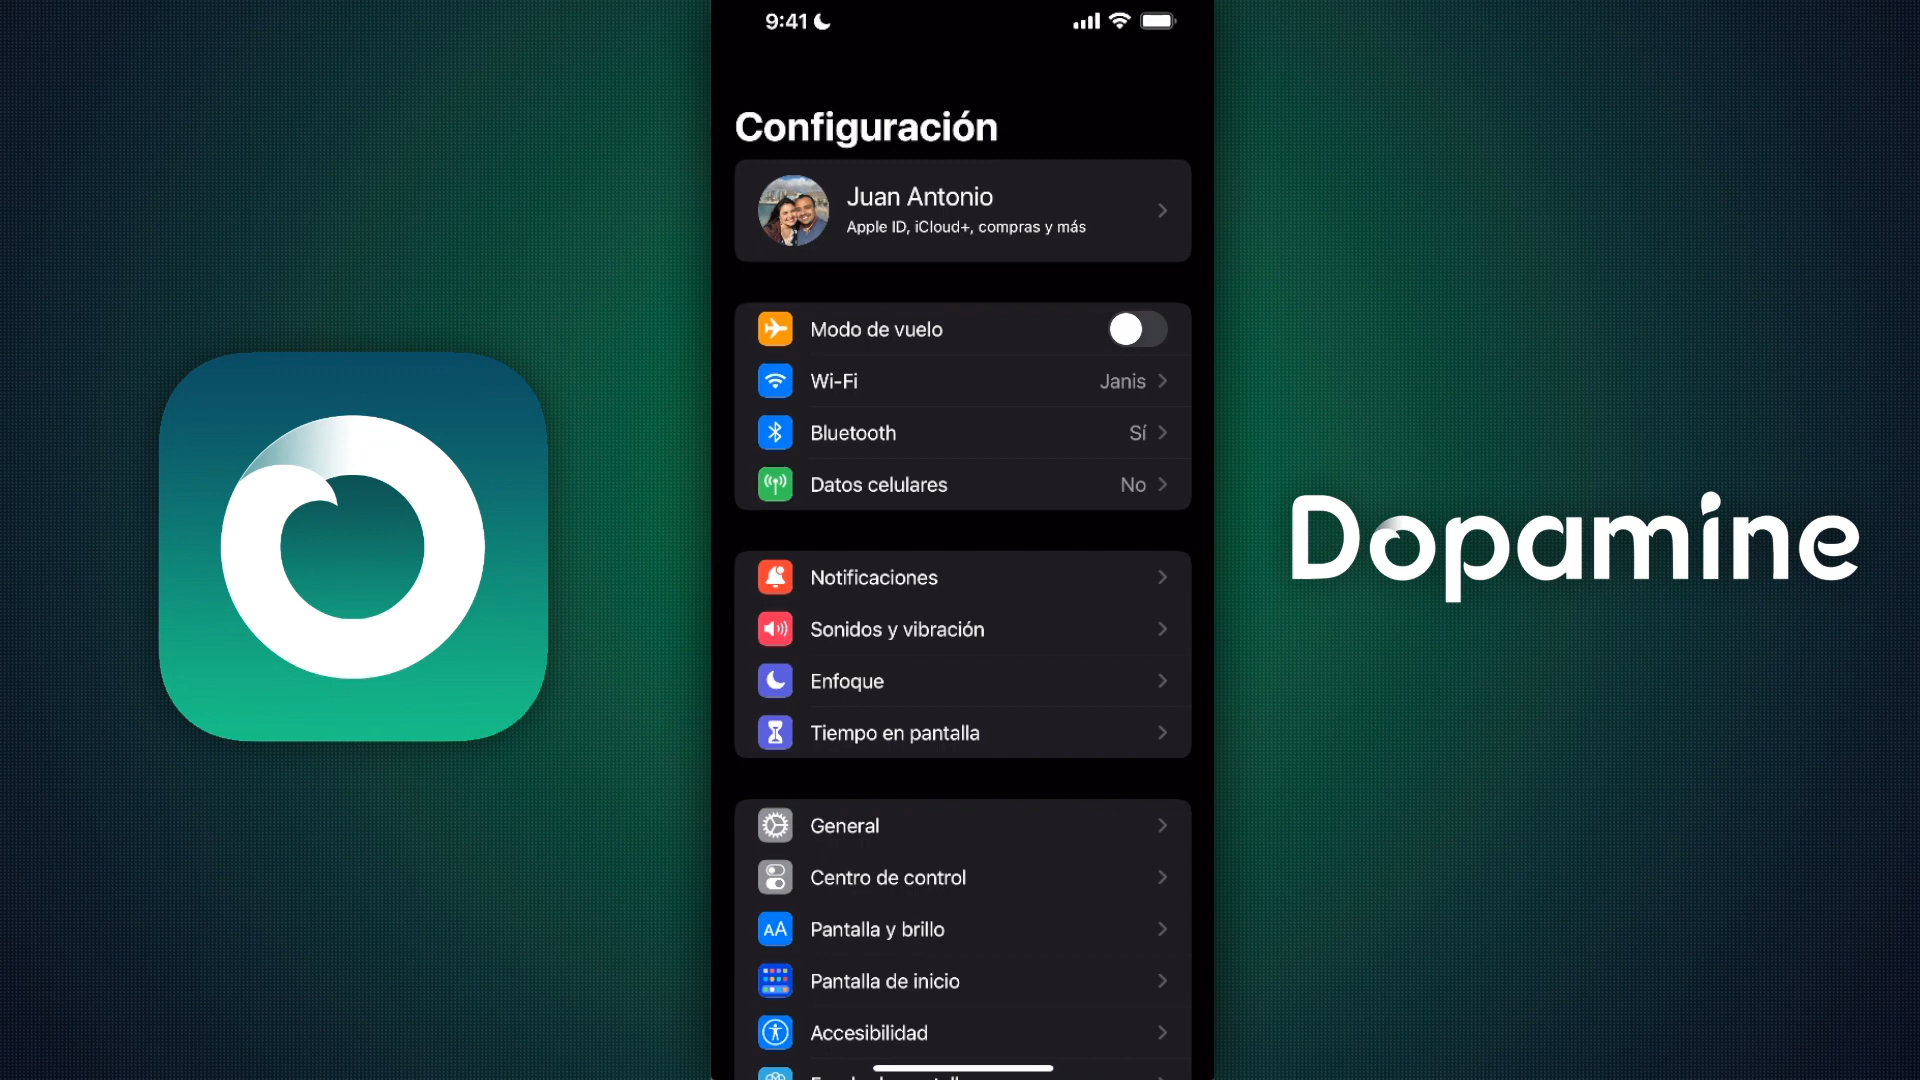 9:41
Configuración
Juan Antonio
Apple ID, iCloud+, compras y más
Modo de vuelo
Wi-Fi Janis
Bluetooth Sí
Datos celulares No
Notificaciones
Sonidos y vibración
Enfoque
Tiempo en pantalla
General
Centro de control
AA Pantalla y brillo
Pantalla de inicio
Accesibilidad
Dopamine